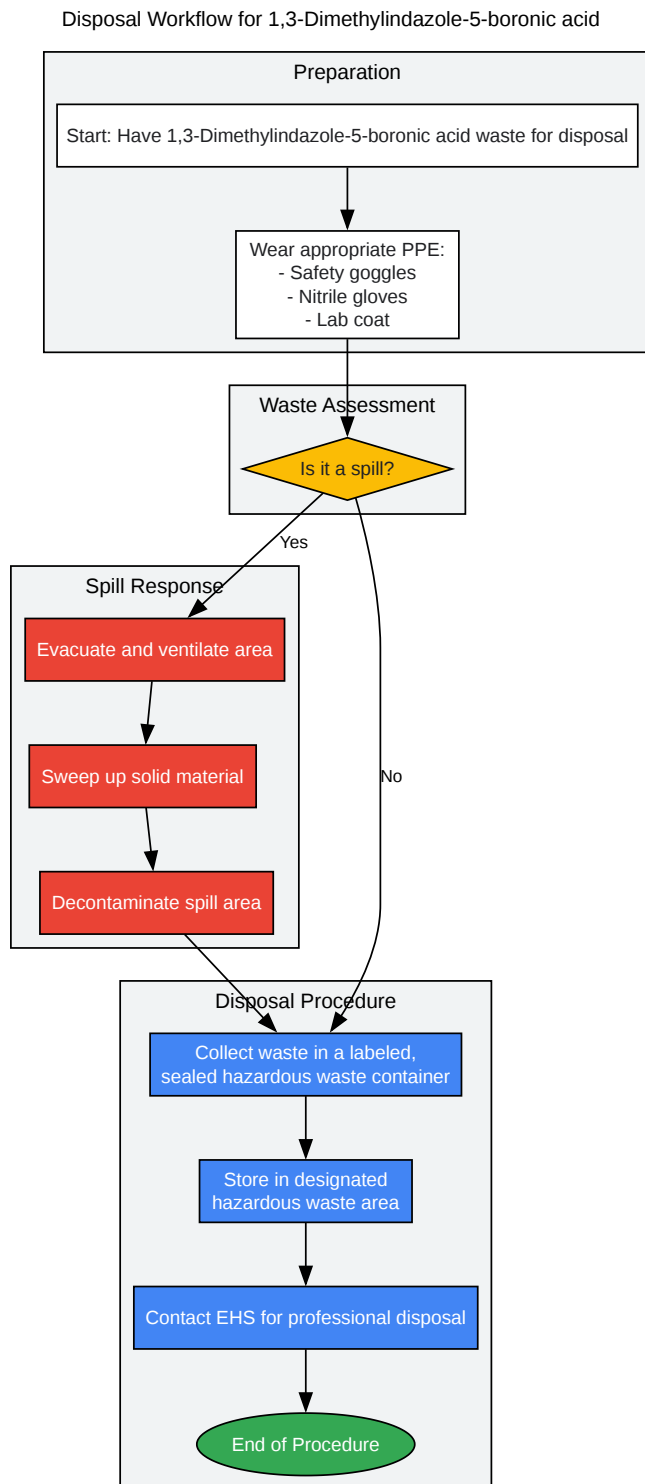 Disposal Workflow for 1,3-Dimethylindazole-5-boronic acid
Preparation
Start: Have 1,3-Dimethylindazole-5-boronic acid waste for disposal
Wear appropriate PPE:
- Safety goggles
- Nitrile gloves
- Lab coat
Waste Assessment
Is it a spill?
Yes
Spill Response
Evacuate and ventilate area
Sweep up solid material
No
Decontaminate spill area
Disposal Procedure
Collect waste in a labeled,
sealed hazardous waste container
Store in designated
hazardous waste area
Contact EHS for professional disposal
End of Procedure